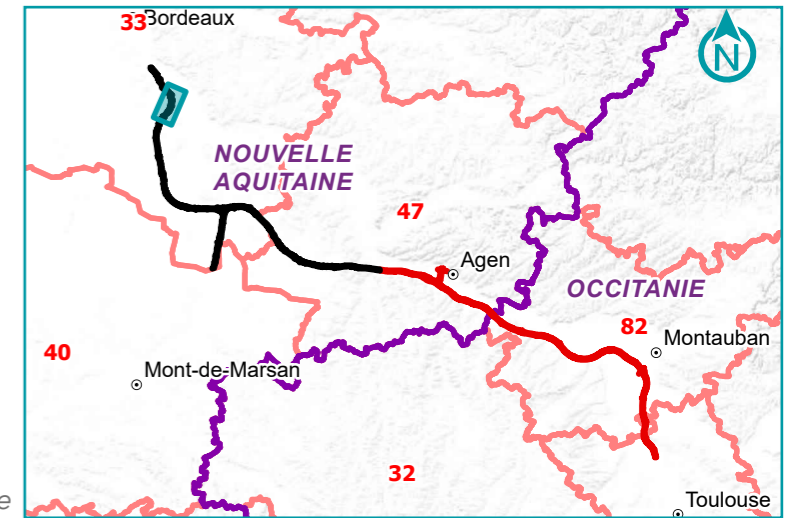 33
Bordeaux
N
NOUVELLE
AQUITAINE
47
Agen
OCCITANIE
82
Montauban
40
Mont-de-Marsan
32
Toulouse
e